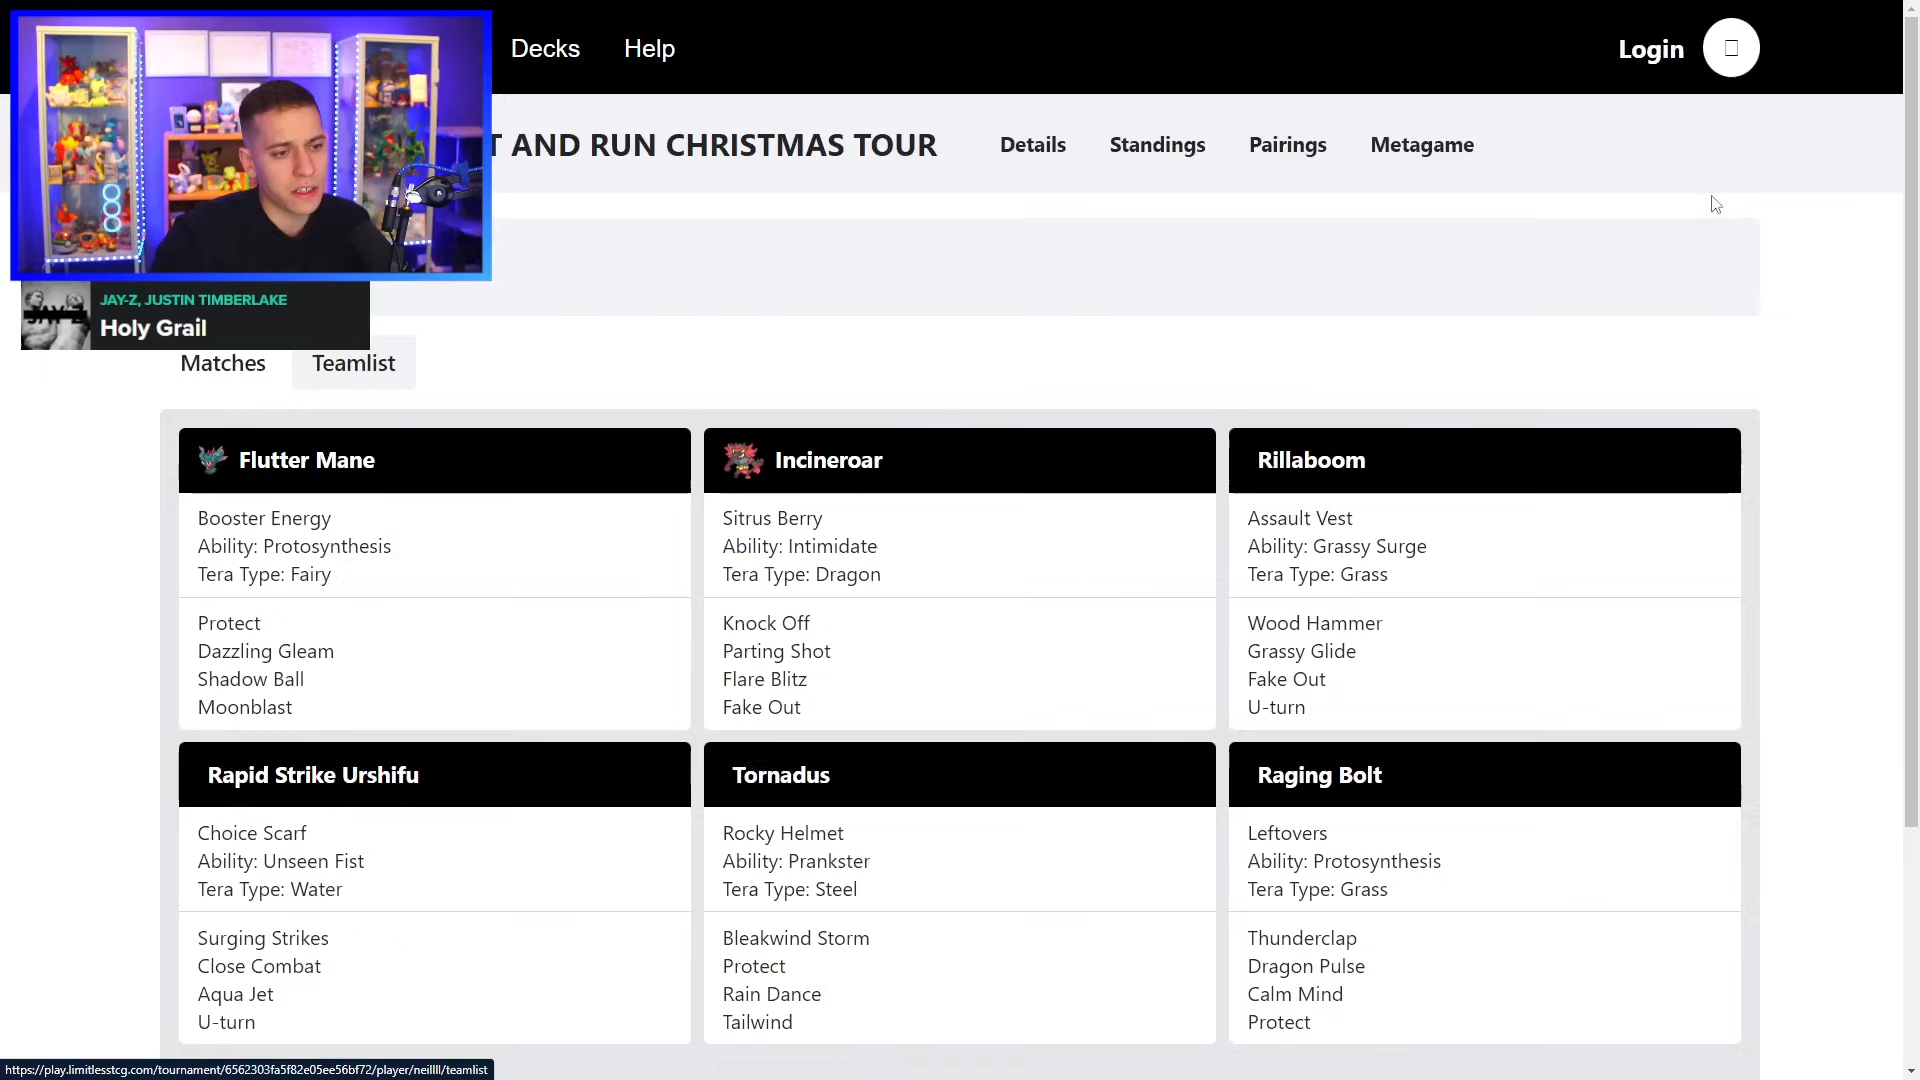 Decks
Help
Login
T AND RUN CHRISTMAS TOUR
Details
Standings
Pairings
Metagame
JAY-Z, JUSTIN TIMBERLAKE
Holy Grail
Matches
Teamlist
Flutter Mane
Booster Energy
Ability: Protosynthesis
Tera Type: Fairy
Protect
Dazzling Gleam
Shadow Ball
Moonblast
Incineroar
Sitrus Berry
Ability: Intimidate
Tera Type: Dragon
Knock Off
Parting Shot
Flare Blitz
Fake Out
Rillaboom
Assault Vest
Ability: Grassy Surge
Tera Type: Grass
Wood Hammer
Grassy Glide
Fake Out
U-turn
Rapid Strike Urshifu
Choice Scarf
Ability: Unseen Fist
Tera Type: Water
Surging Strikes
Close Combat
Aqua Jet
U-turn
Tornadus
Rocky Helmet
Ability: Prankster
Tera Type: Steel
Bleakwind Storm
Protect
Rain Dance
Tailwind
Raging Bolt
Leftovers
Ability: Protosynthesis
Tera Type: Grass
Thunderclap
Dragon Pulse
Calm Mind
Protect
https://play.limitlesstcg.com/tournament/6562303fa5f82e05ee56bf72/player/neillll/teamlist